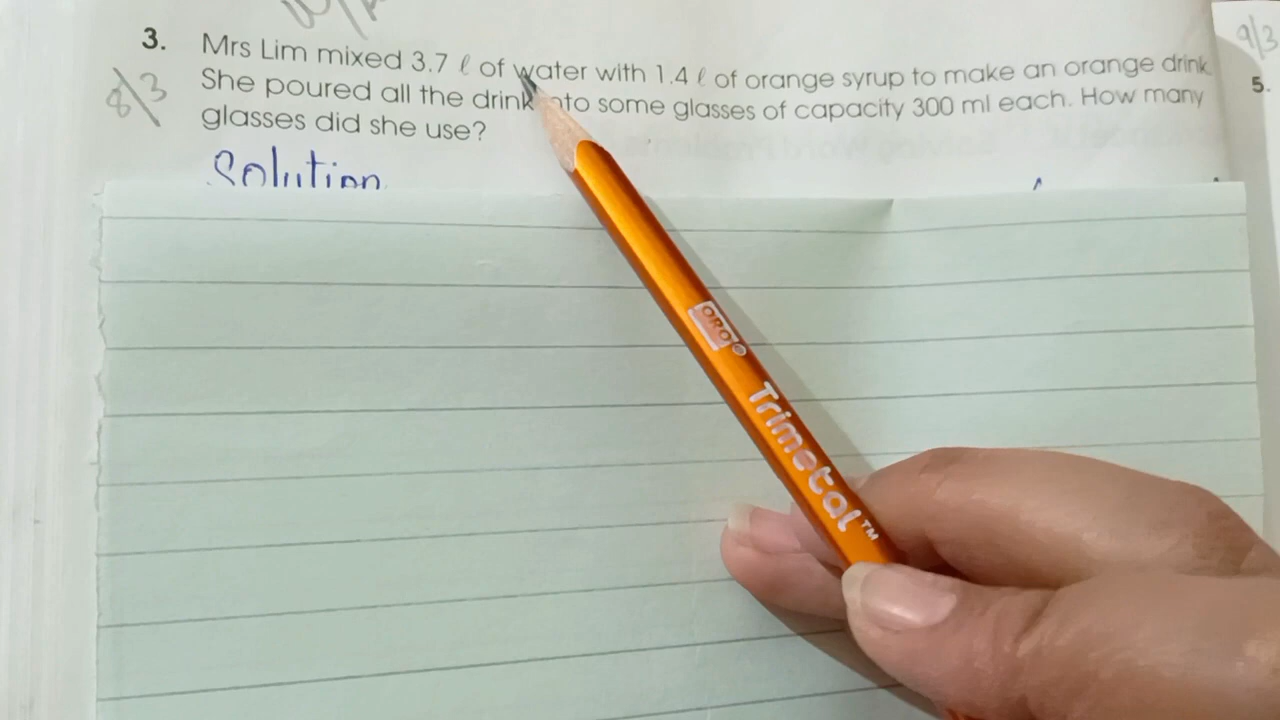 3. Mrs Lim mixed 3.7 ℓ of water with 1.4 ℓ of orange syrup to make an orange drink.
She poured all the drink into some glasses of capacity 300 ml each. How many
glasses did she use?
8/3
9/3
5.
Solution
ORO
Trimetal™